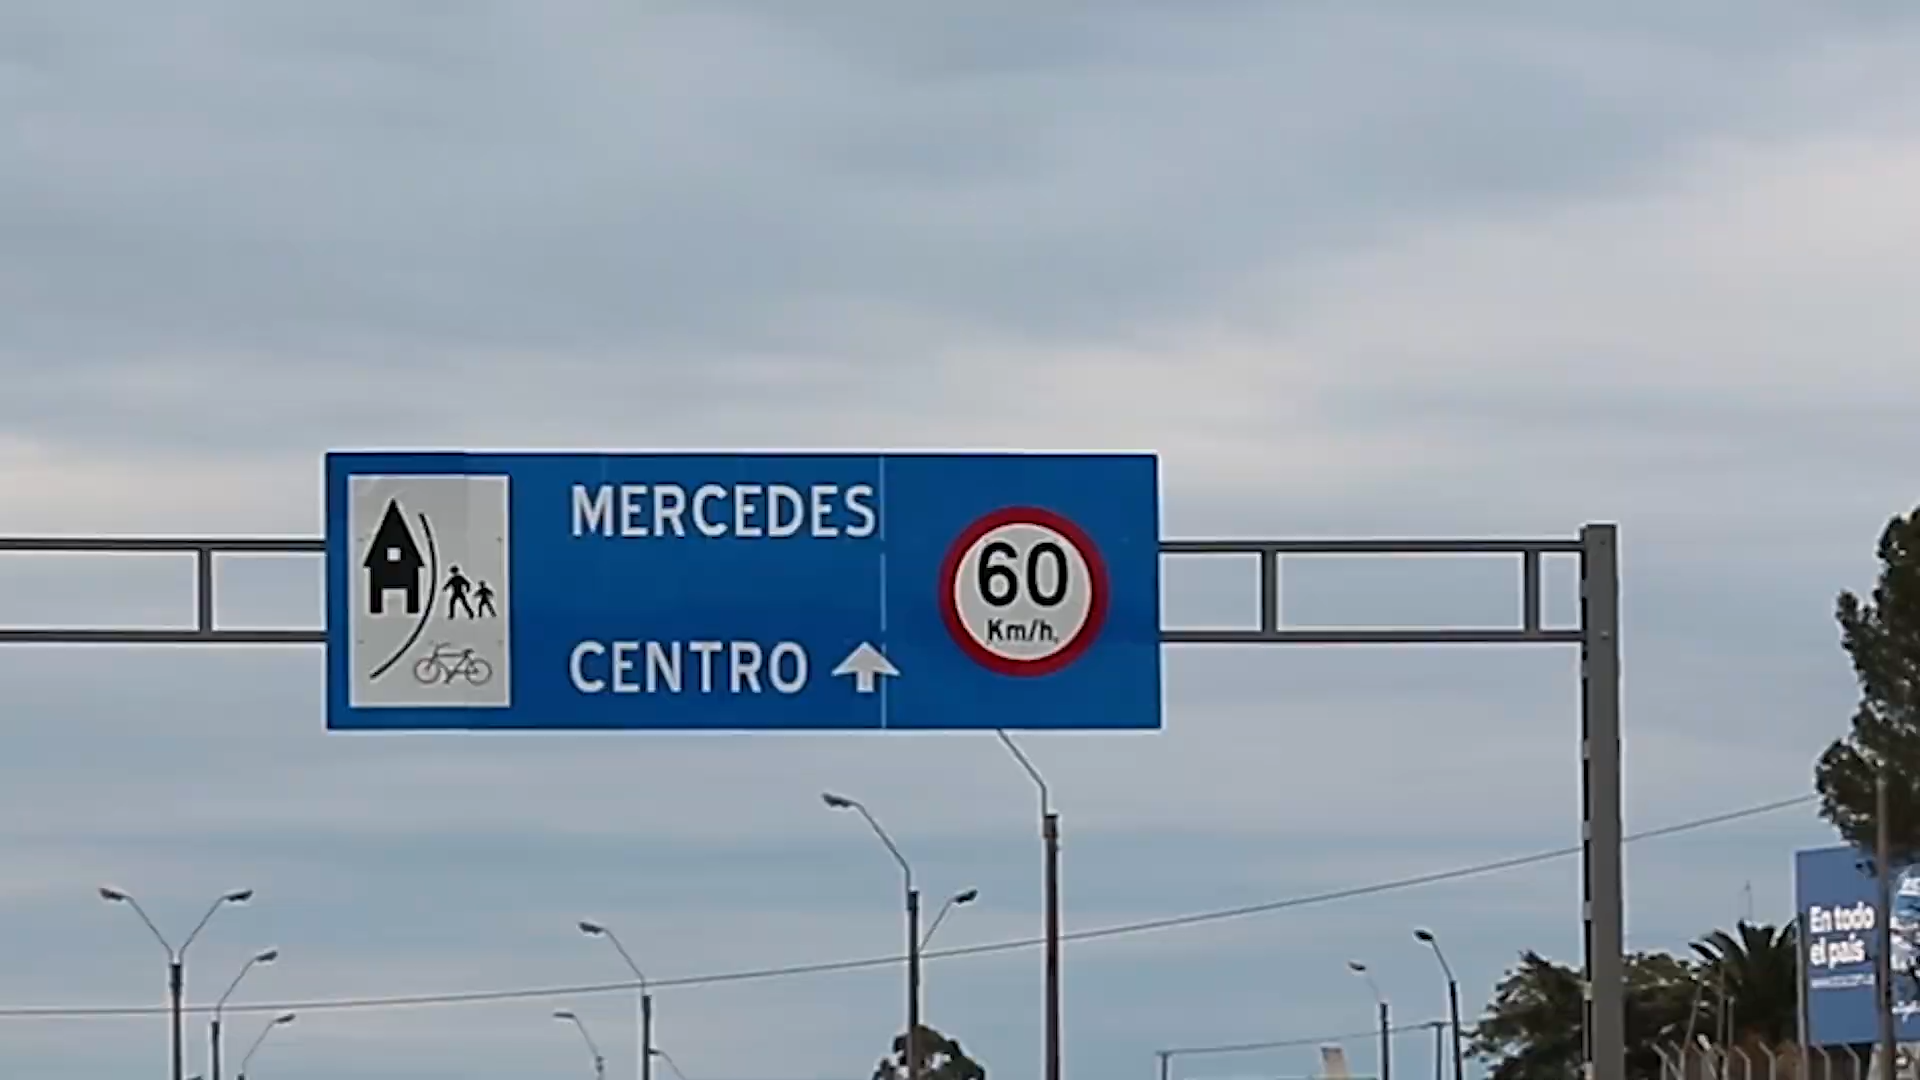 MERCEDES
CENTRO
60
Km/h.
En todo
el país